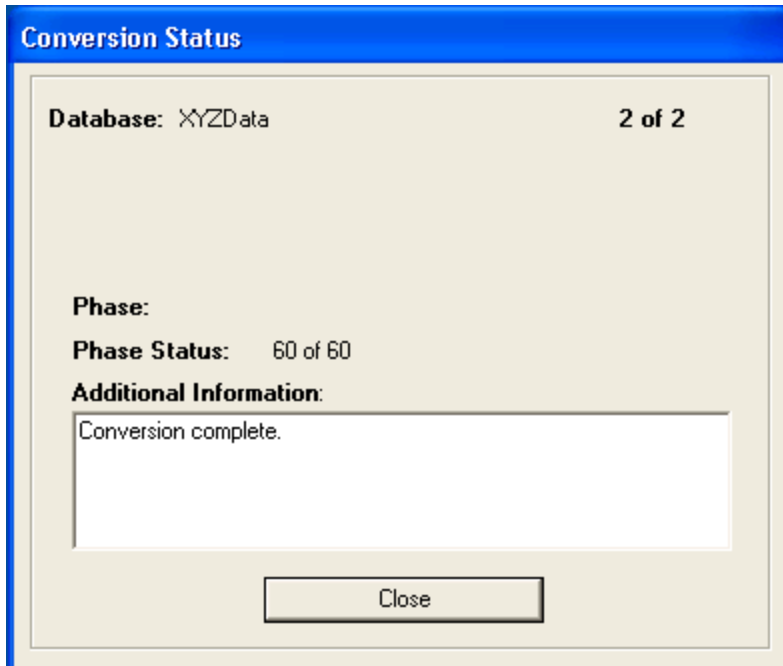 Conversion Status
Database: XYZData 2 of 2
Phase:
Phase Status: 60 of 60
Additional Information:
Conversion complete.
Close